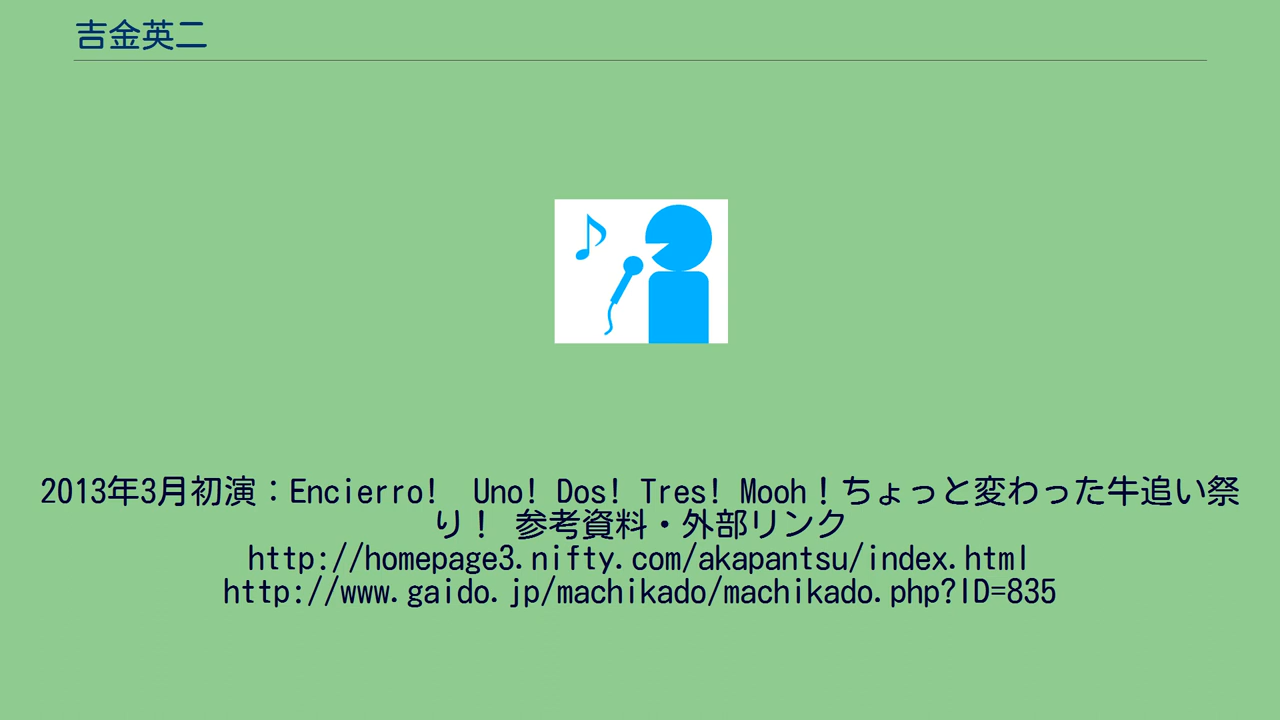 吉金英二
2013年3月初演：Encierro!　Uno! Dos! Tres! Mooh！ちょっと変わった牛追い祭
り！ 参考資料・外部リンク
http://homepage3.nifty.com/akapantsu/index.html
http://www.gaido.jp/machikado/machikado.php?ID=835